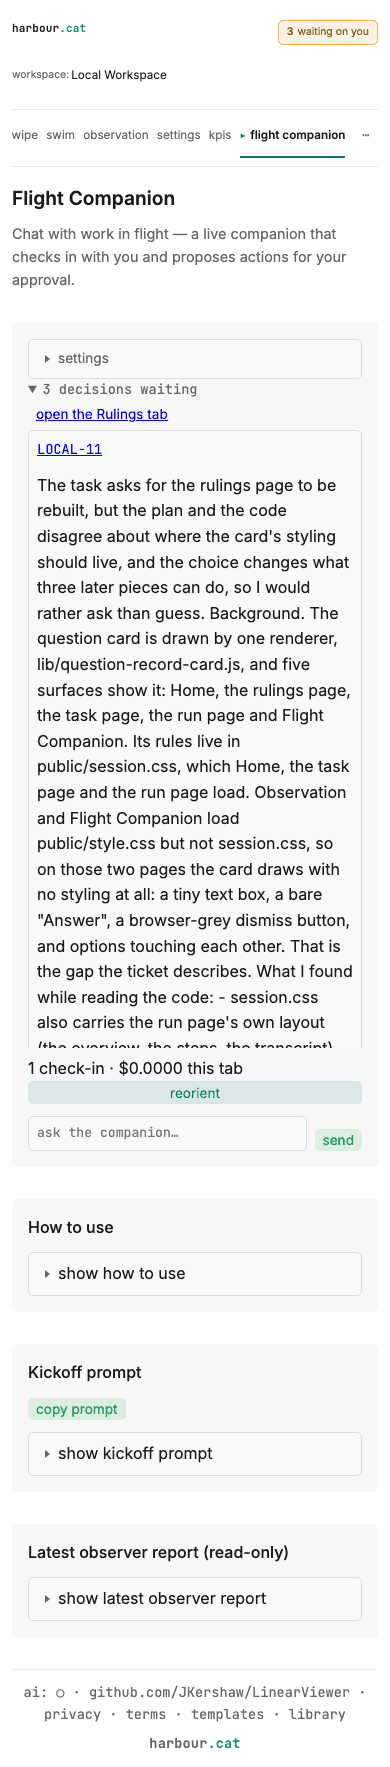 harbour.cat
3 waiting on you
workspace: Local Workspace
wipe swim observation settings kpis ▸ flight companion ⋯
Flight Companion
Chat with work in flight — a live companion that
checks in with you and proposes actions for your
approval.
settings
3 decisions waiting
open the Rulings tab
LOCAL-11
The task asks for the rulings page to be
rebuilt, but the plan and the code
disagree about where the card's styling
should live, and the choice changes what
three later pieces can do, so I would
rather ask than guess. Background. The
question card is drawn by one renderer,
lib/question-record-card.js, and five
surfaces show it: Home, the rulings page,
the task page, the run page and Flight
Companion. Its rules live in
public/session.css, which Home, the task
page and the run page load. Observation
and Flight Companion load
public/style.css but not session.css, so
on those two pages the card draws with
no styling at all: a tiny text box, a bare
"Answer", a browser-grey dismiss button,
and options touching each other. That is
the gap the ticket describes. What I found
while reading the code: - session.css
also carries the run page's own layout
(the overview, the steps, the transcript)
1 check-in · $0.0000 this tab
reorient
ask the companion…
send
How to use
show how to use
Kickoff prompt
copy prompt
show kickoff prompt
Latest observer report (read-only)
show latest observer report
ai: ○ · github.com/JKershaw/LinearViewer ·
privacy · terms · templates · library
harbour.cat